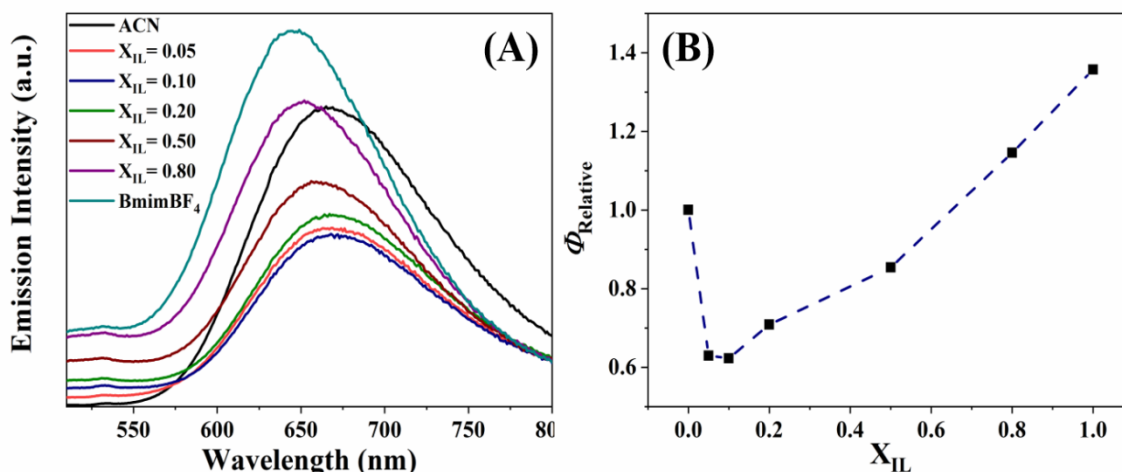 (A)
ACN
X_IL = 0.05
X_IL = 0.10
X_IL = 0.20
X_IL = 0.50
X_IL = 0.80
BmimBF₄
Emission Intensity (a.u.)
550 600 650 700 750 80
Wavelength (nm)
(B)
Φ_Relative
1.4
1.2
1.0
0.8
0.6
0.0 0.2 0.4 0.6 0.8 1.0
X_IL